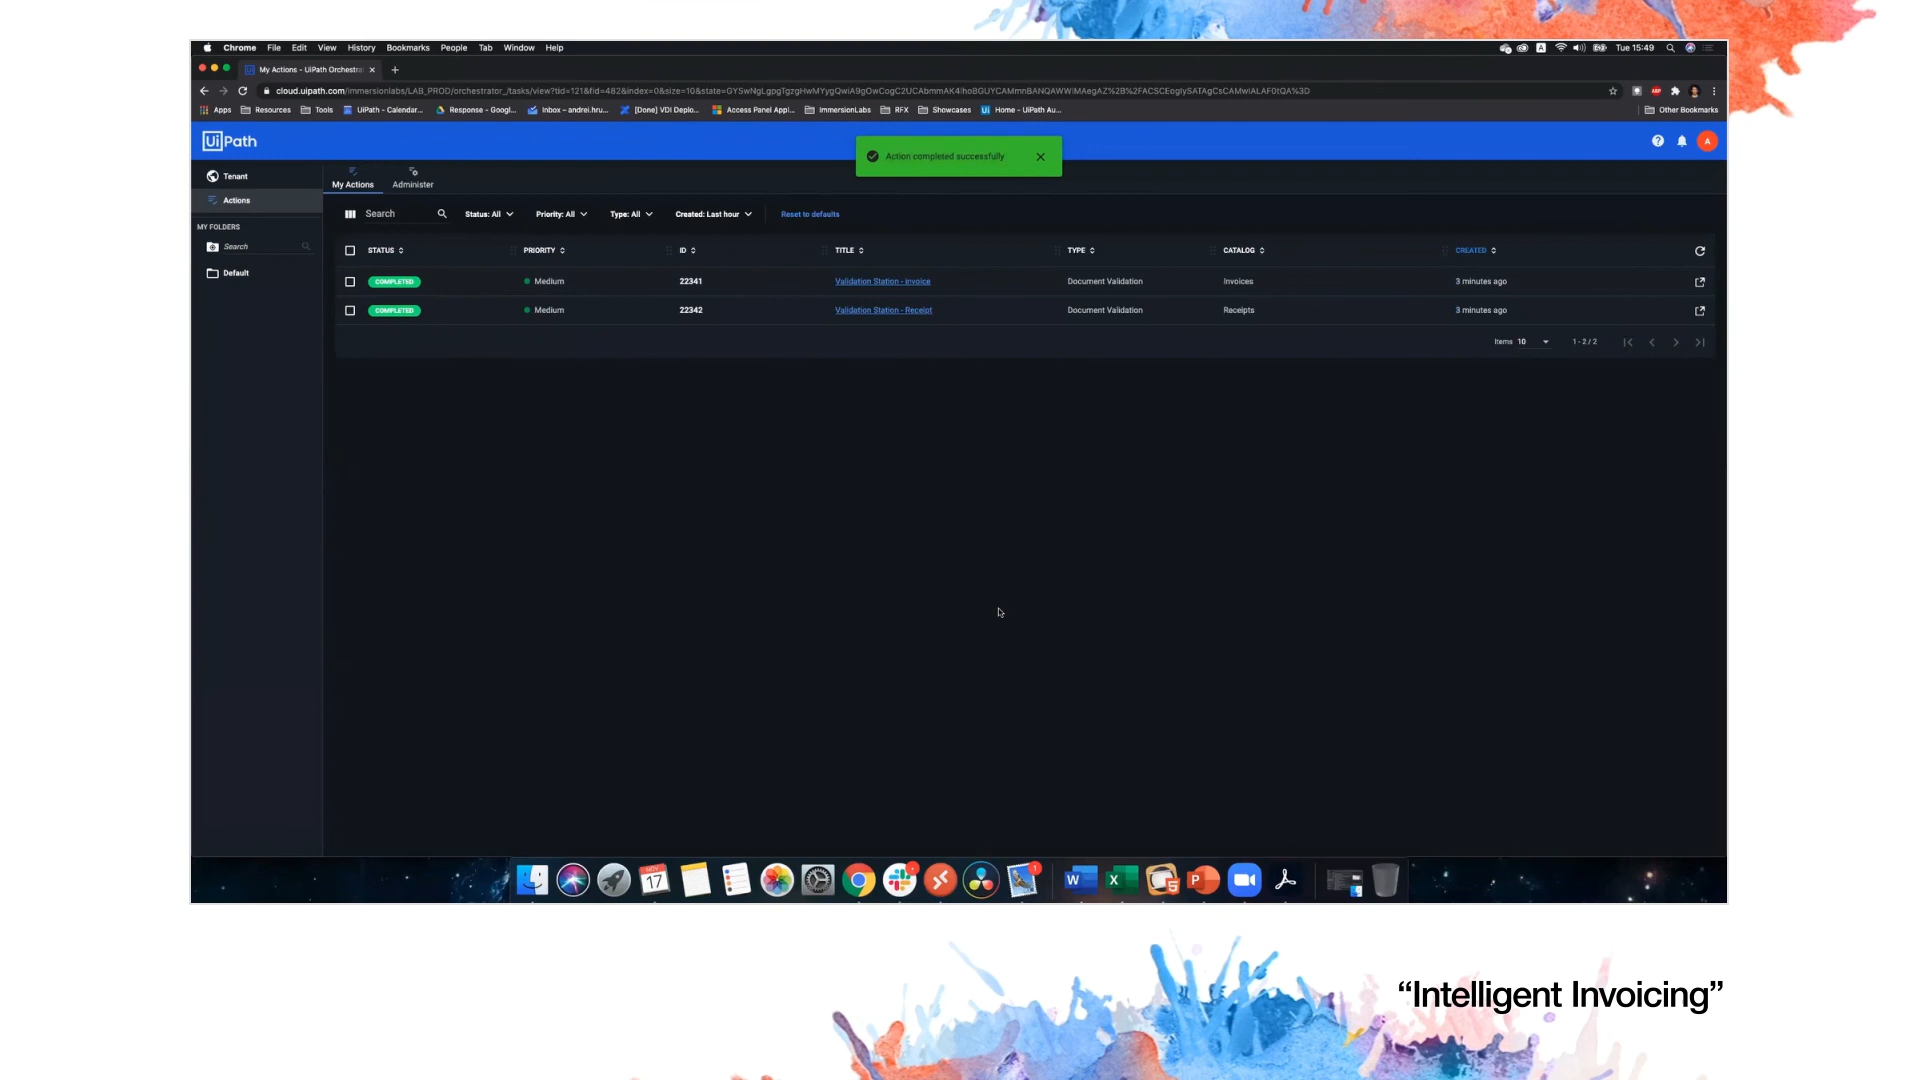 Chrome File Edit View History Bookmarks People Tab Window Help
Tue 15:49
My Actions - UiPath Orchestra
Apps Resources Tools UiPath - Calendar... Response - Googl... Inbox – andrei.hru... [Done] VDI Deplo... Access Panel Appl... ImmersionLabs RFX Showcases Home - UiPath Au... Other Bookmarks
UiPath
Action completed successfully
A
Tenant
Actions
MY FOLDERS
Search
Default
My Actions Administer
Search Status: All Priority: All Type: All Created: Last hour Reset to defaults
STATUS PRIORITY ID TITLE TYPE CATALOG CREATED
COMPLETED Medium 22341 Validation Station - invoice Document Validation Invoices 3 minutes ago
COMPLETED Medium 22342 Validation Station - Receipt Document Validation Receipts 3 minutes ago
Items 10 1 - 2 / 2
NOV
17
“Intelligent Invoicing”